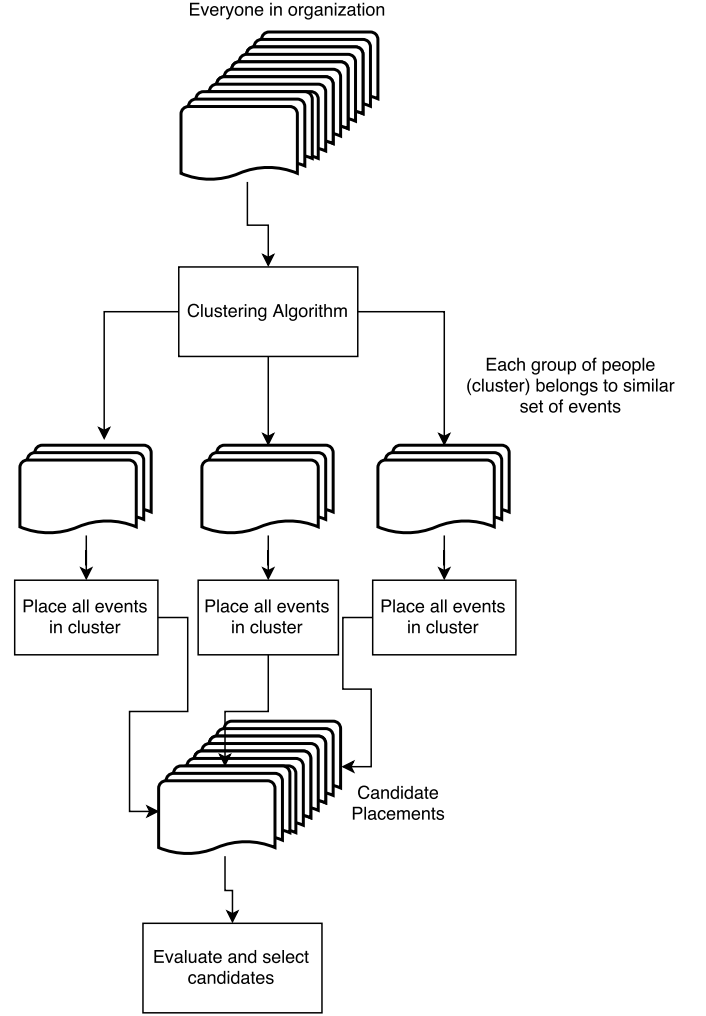 Everyone in organization
Clustering Algorithm
Each group of people
(cluster) belongs to similar
set of events
Place all events
in cluster
Place all events
in cluster
Place all events
in cluster
Candidate
Placements
Evaluate and select
candidates